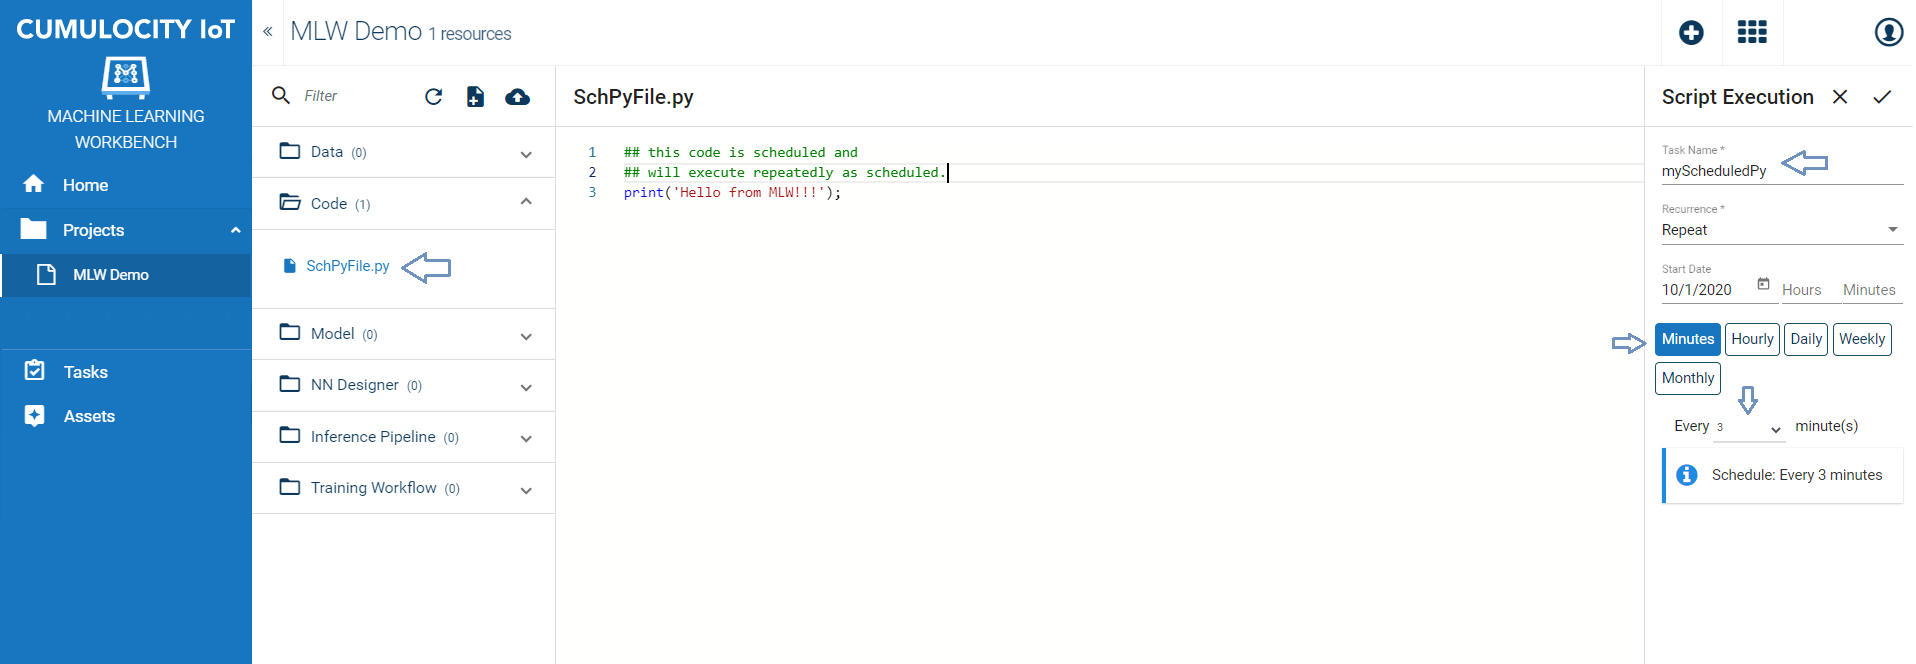 CUMULOCITY IoT
MACHINE LEARNING
WORKBENCH
Home
Projects
MLW Demo
Tasks
Assets
MLW Demo 1 resources
Filter
Data (0)
Code (1)
SchPyFile.py
Model (0)
NN Designer (0)
Inference Pipeline (0)
Training Workflow (0)
SchPyFile.py
1 ## this code is scheduled and
2 ## will execute repeatedly as scheduled.
3 print('Hello from MLW!!!');
Script Execution
Task Name *
myScheduledPy
Recurrence *
Repeat
Start Date
10/1/2020 Hours Minutes
Minutes Hourly Daily Weekly
Monthly
Every 3 minute(s)
Schedule: Every 3 minutes